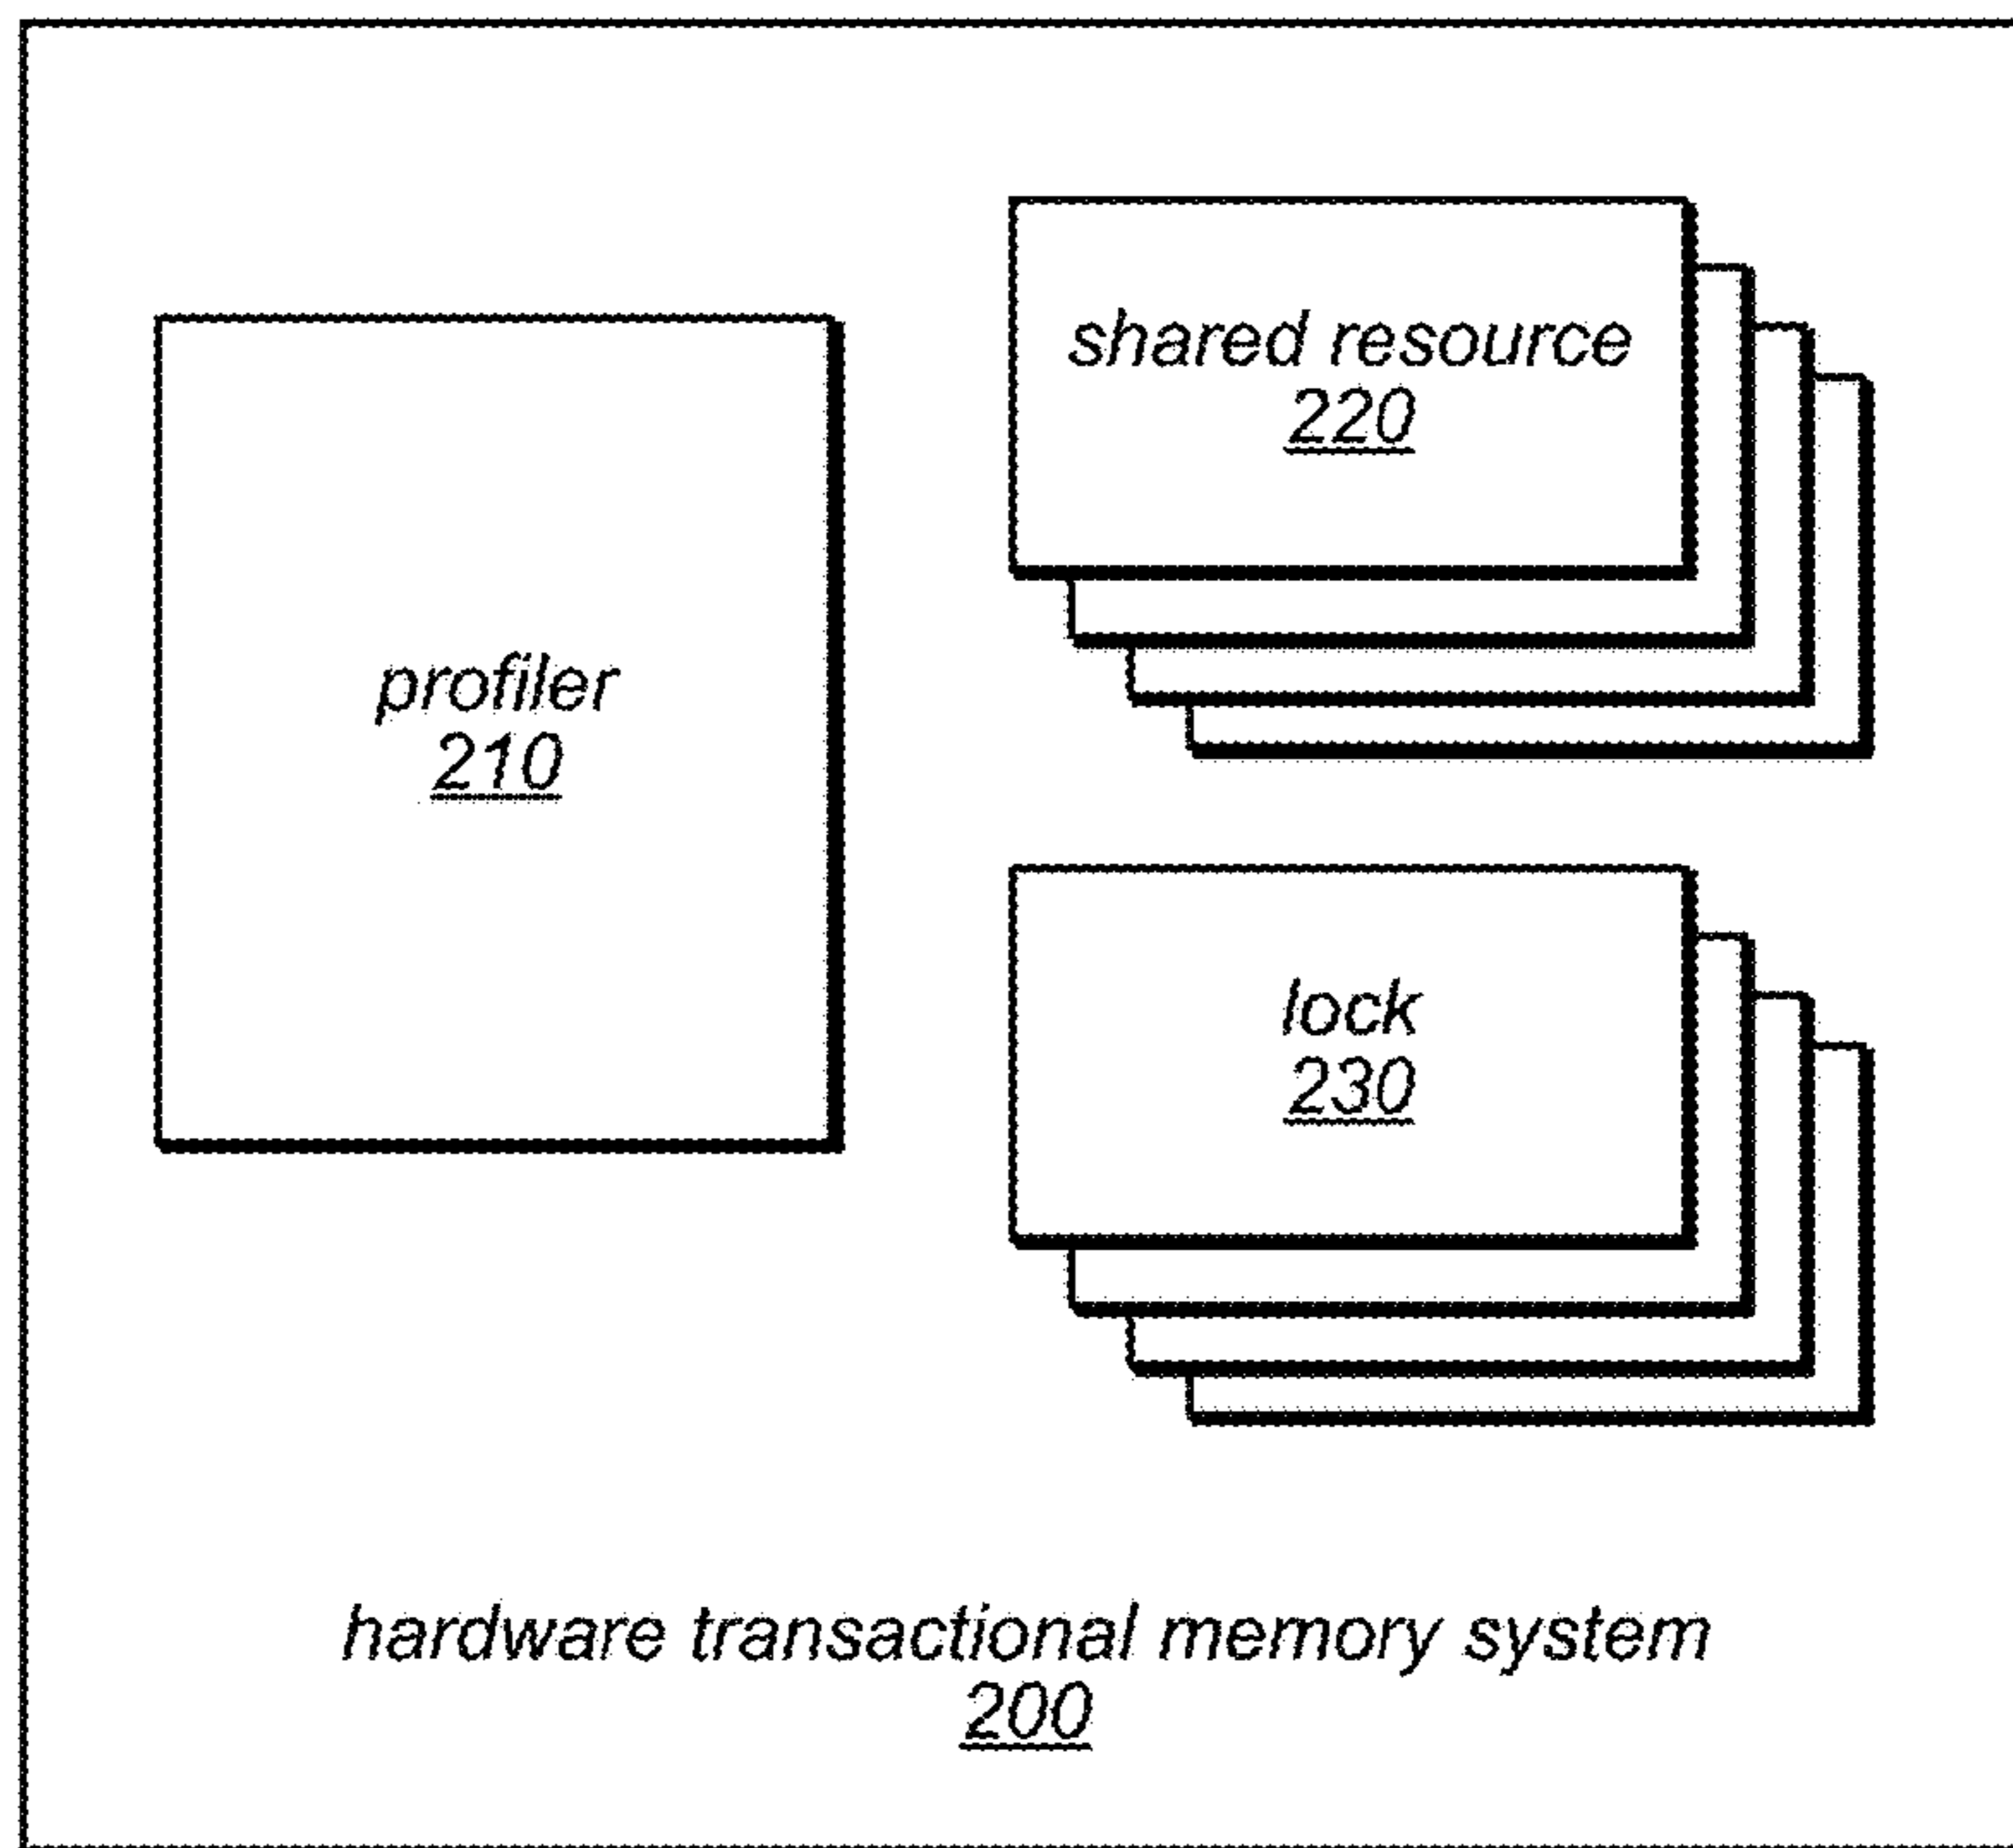 shared resource
220
profiler
210
lock
230
hardware transactional memory system
200